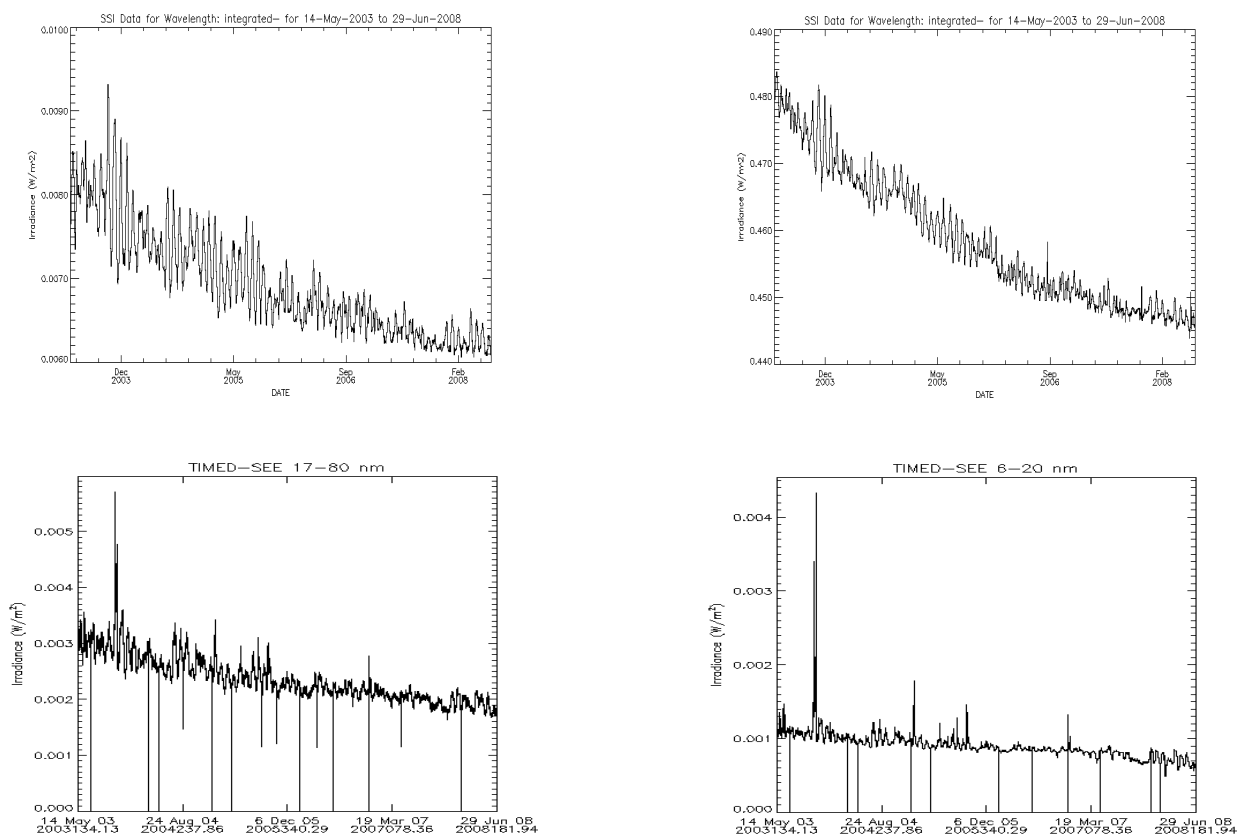 SSI Data for Wavelength: integrated- for 14-May-2003 to 29-Jun-2008
0.0100
0.0090
0.0080
0.0070
0.0060
Irradiance (W/m^2)
Dec 2003
May 2005
Sep 2006
Feb 2008
DATE
SSI Data for Wavelength: integrated- for 14-May-2003 to 29-Jun-2008
0.490
0.480
0.470
0.460
0.450
0.440
Irradiance (W/m^2)
Dec 2003
May 2005
Sep 2006
Feb 2008
DATE
TIMED-SEE 17-80 nm
0.005
0.004
0.003
0.002
0.001
0.000
Irradiance (W/m²)
14 May 03 24 Aug 04 6 Dec 05 19 Mar 07 29 Jun 08
2003134.13 2004237.86 2005340.29 2007078.36 2008181.94
TIMED-SEE 6-20 nm
0.004
0.003
0.002
0.001
0.000
Irradiance (W/m²)
14 May 03 24 Aug 04 6 Dec 05 19 Mar 07 29 Jun 08
2003134.13 2004237.86 2005340.29 2007078.36 2008181.94